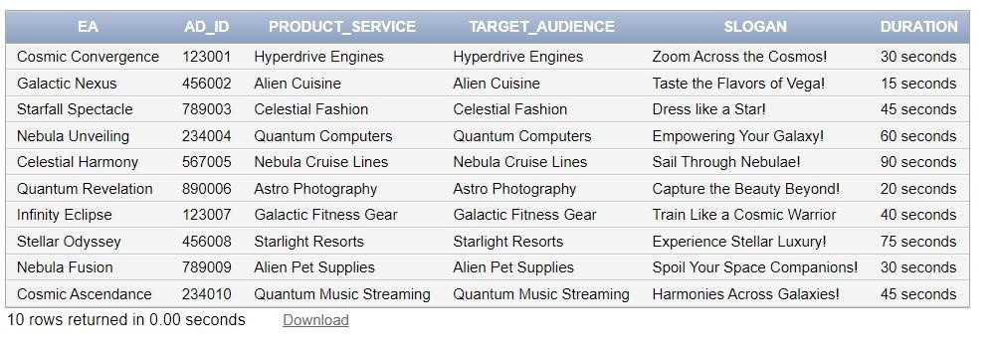 EA AD_ID PRODUCT_SERVICE TARGET_AUDIENCE SLOGAN DURATION
Cosmic Convergence 123001 Hyperdrive Engines Hyperdrive Engines Zoom Across the Cosmos! 30 seconds
Galactic Nexus 456002 Alien Cuisine Alien Cuisine Taste the Flavors of Vega! 15 seconds
Starfall Spectacle 789003 Celestial Fashion Celestial Fashion Dress like a Star! 45 seconds
Nebula Unveiling 234004 Quantum Computers Quantum Computers Empowering Your Galaxy! 60 seconds
Celestial Harmony 567005 Nebula Cruise Lines Nebula Cruise Lines Sail Through Nebulae! 90 seconds
Quantum Revelation 890006 Astro Photography Astro Photography Capture the Beauty Beyond! 20 seconds
Infinity Eclipse 123007 Galactic Fitness Gear Galactic Fitness Gear Train Like a Cosmic Warrior 40 seconds
Stellar Odyssey 456008 Starlight Resorts Starlight Resorts Experience Stellar Luxury! 75 seconds
Nebula Fusion 789009 Alien Pet Supplies Alien Pet Supplies Spoil Your Space Companions! 30 seconds
Cosmic Ascendance 234010 Quantum Music Streaming Quantum Music Streaming Harmonies Across Galaxies! 45 seconds
10 rows returned in 0.00 seconds Download